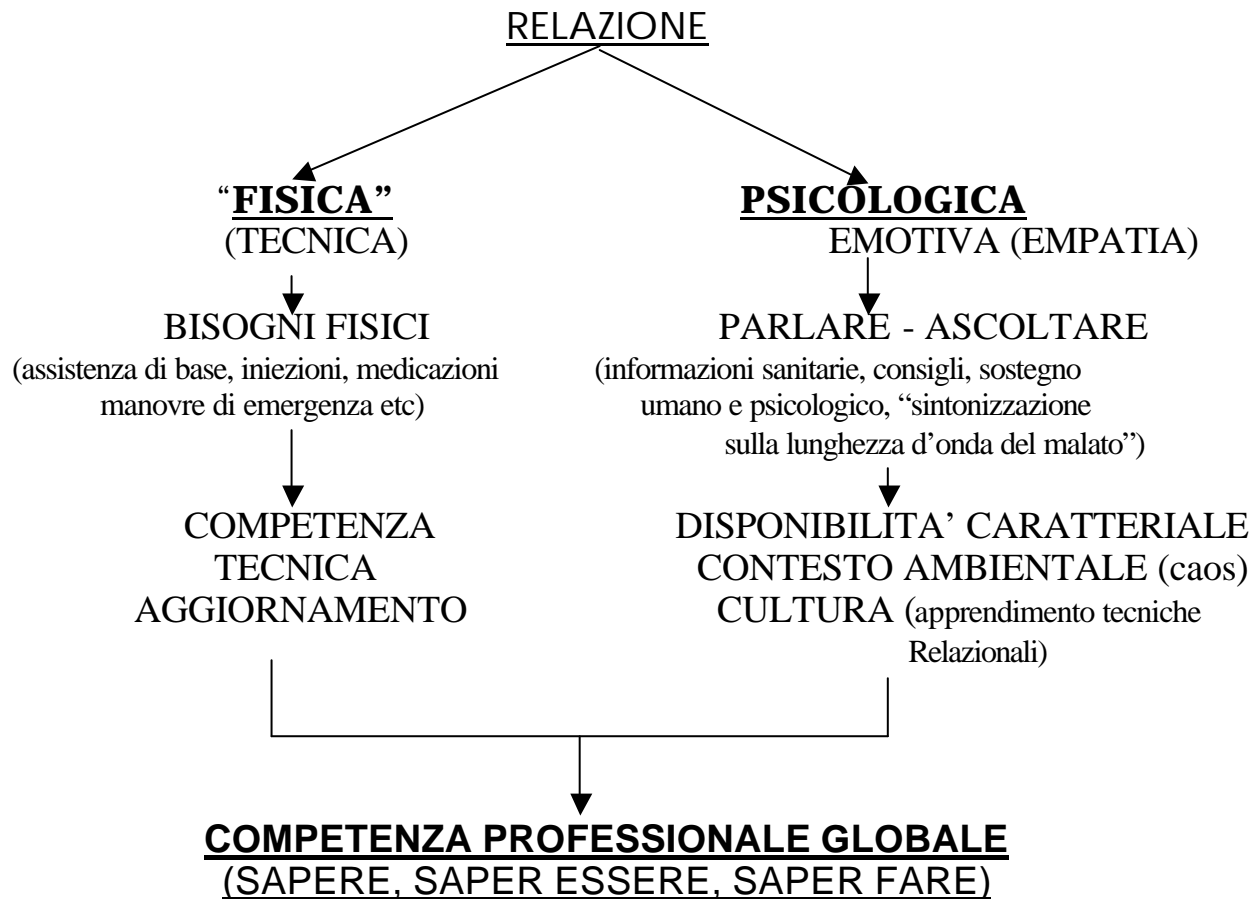 RELAZIONE
“FISICA”
(TECNICA)
BISOGNI FISICI
(assistenza di base, iniezioni, medicazioni
manovre di emergenza etc)
COMPETENZA
TECNICA
AGGIORNAMENTO
PSICOLOGICA
EMOTIVA (EMPATIA)
PARLARE - ASCOLTARE
(informazioni sanitarie, consigli, sostegno
umano e psicologico, “sintonizzazione
sulla lunghezza d’onda del malato”)
DISPONIBILITA’ CARATTERIALE
CONTESTO AMBIENTALE (caos)
CULTURA (apprendimento tecniche
Relazionali)
COMPETENZA PROFESSIONALE GLOBALE
(SAPERE, SAPER ESSERE, SAPER FARE)